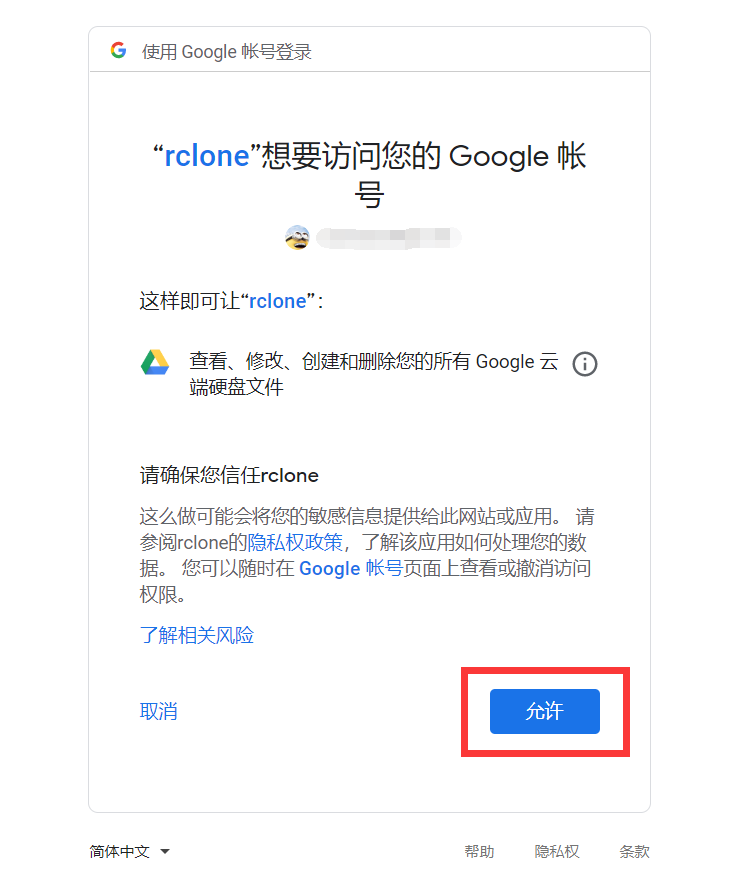 使用 Google 帐号登录
“rclone”想要访问您的 Google 帐
号
这样即可让“rclone”：
查看、修改、创建和删除您的所有 Google 云
端硬盘文件
请确保您信任rclone
这么做可能会将您的敏感信息提供给此网站或应用。 请
参阅rclone的隐私权政策，了解该应用如何处理您的数
据。 您可以随时在 Google 帐号页面上查看或撤消访问
权限。
了解相关风险
取消
允许
简体中文
帮助
隐私权
条款